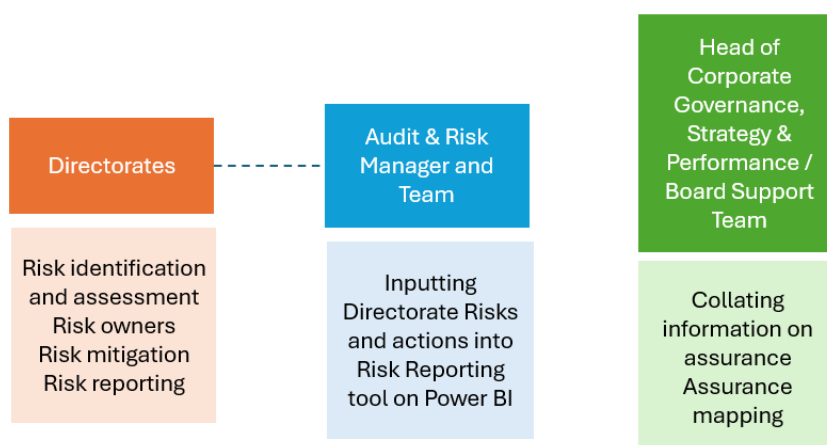 Directorates
Risk identification
and assessment
Risk owners
Risk mitigation
Risk reporting
Audit & Risk
Manager and
Team
Inputting
Directorate Risks
and actions into
Risk Reporting
tool on Power BI
Head of
Corporate
Governance,
Strategy &
Performance /
Board Support
Team
Collating
information on
assurance
Assurance
mapping